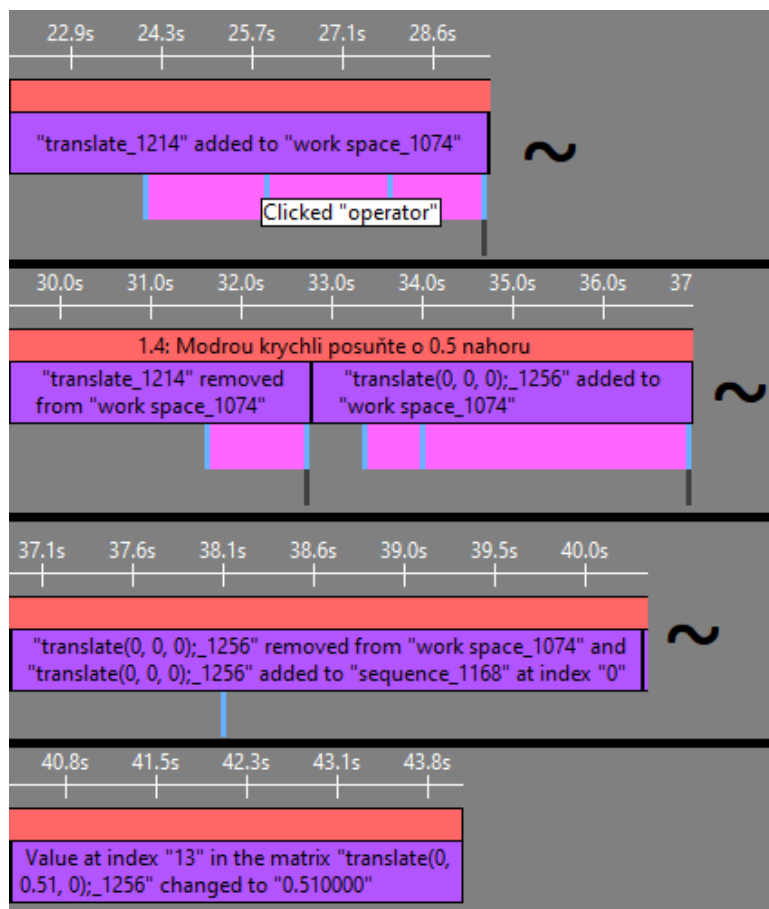 22.9s 24.3s 25.7s 27.1s 28.6s
"translate_1214" added to "work space_1074"
~
Clicked "operator"
30.0s 31.0s 32.0s 33.0s 34.0s 35.0s 36.0s 37
1.4: Modrou krychli posuňte o 0.5 nahoru
"translate_1214" removed
from "work space_1074"
"translate(0, 0, 0);_1256" added to
"work space_1074"
~
37.1s 37.6s 38.1s 38.6s 39.0s 39.5s 40.0s
"translate(0, 0, 0);_1256" removed from "work space_1074" and
"translate(0, 0, 0);_1256" added to "sequence_1168" at index "0"
~
40.8s 41.5s 42.3s 43.1s 43.8s
Value at index "13" in the matrix "translate(0,
0.51, 0);_1256" changed to "0.510000"